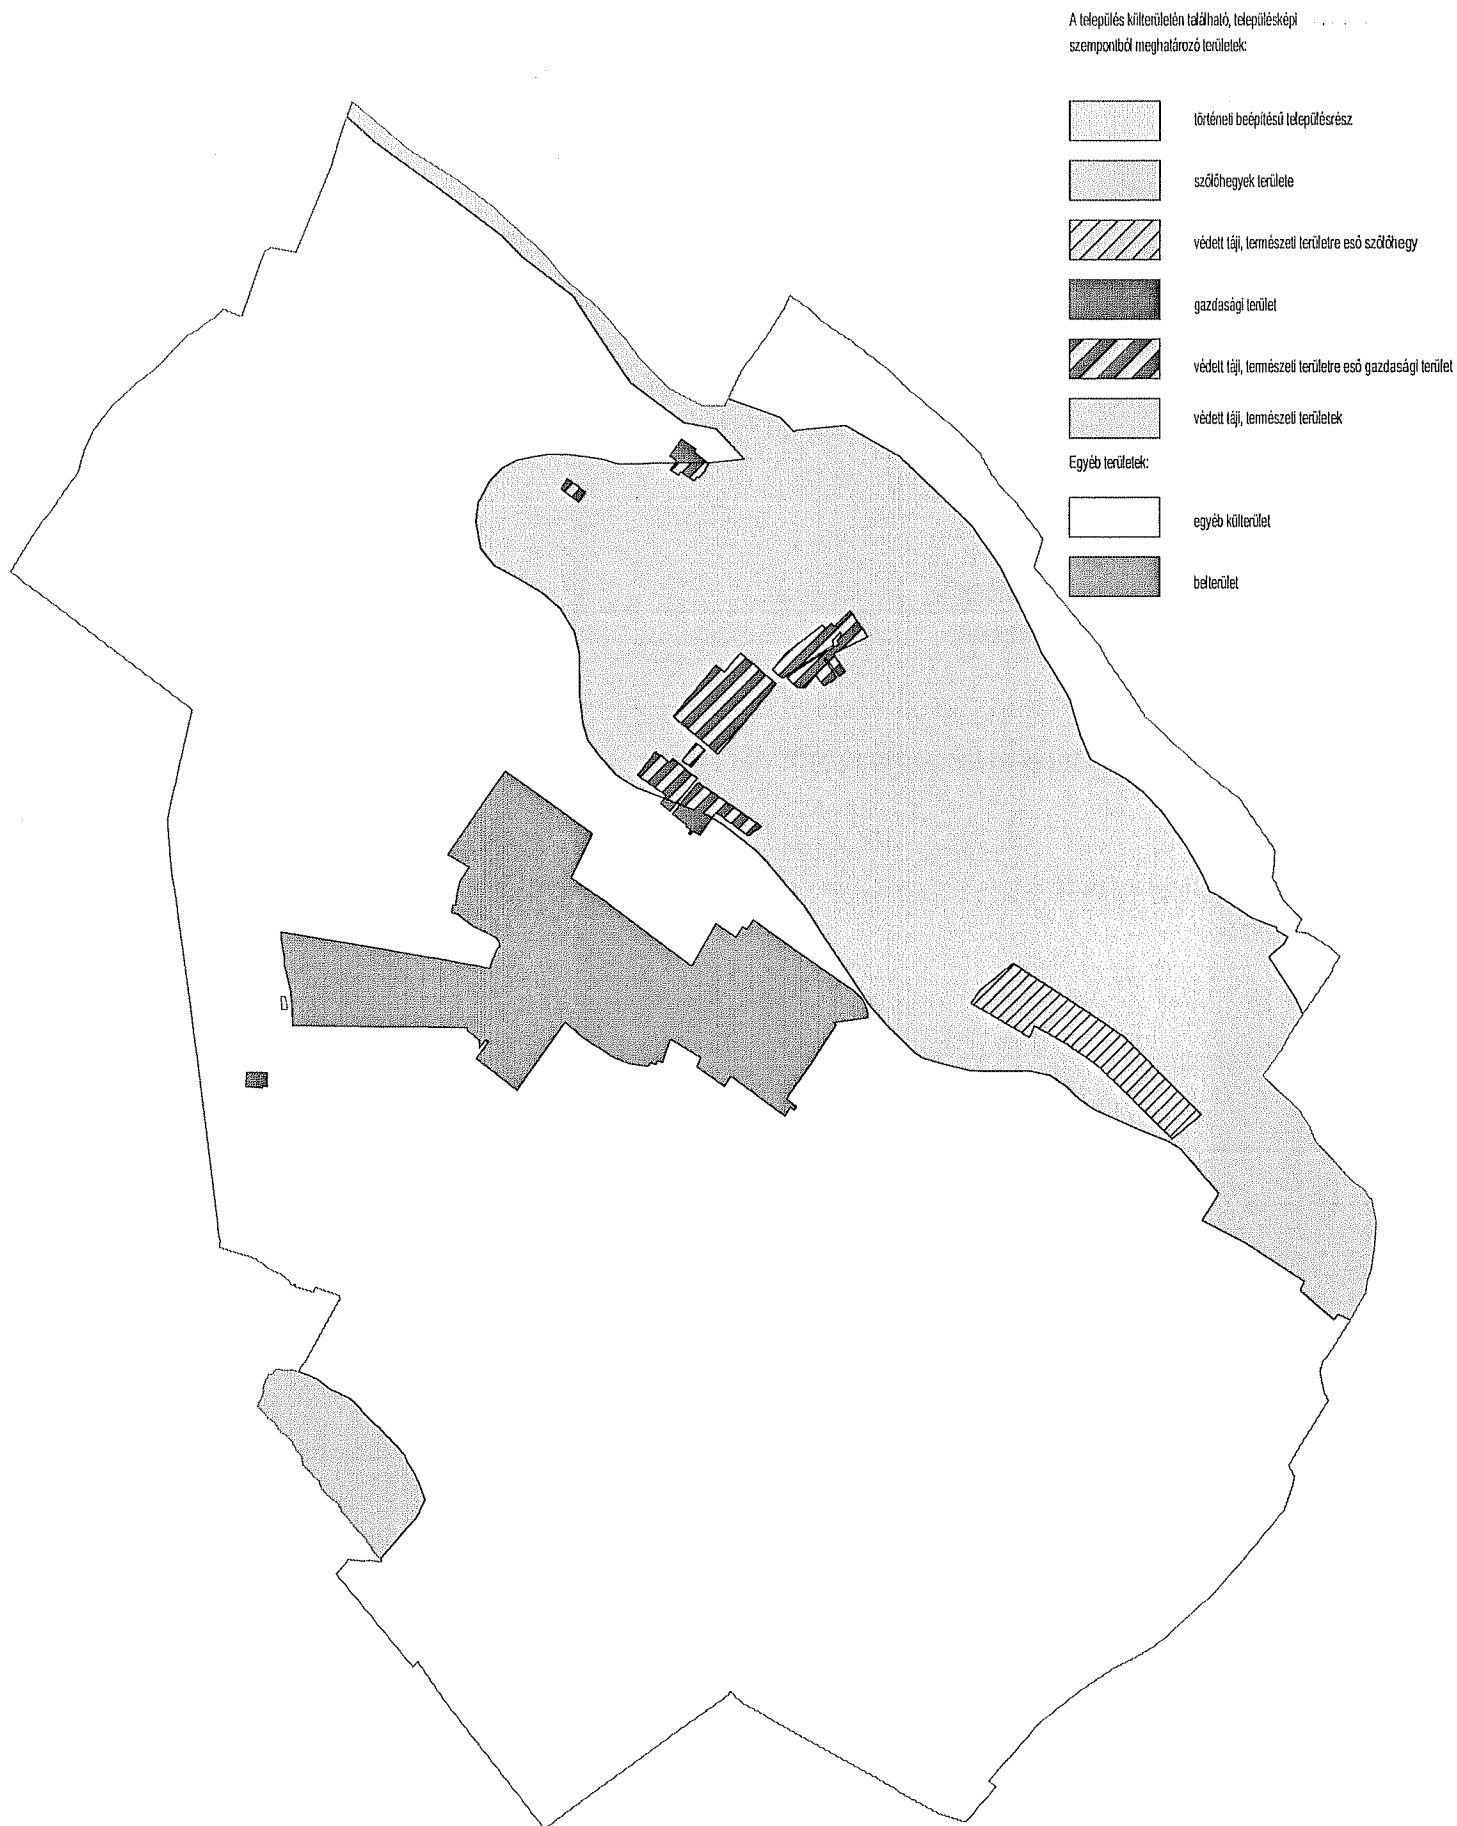 A település külterületén található, településképi
szempontból meghatározó területek:
történeti beépítésű településrész
szőlőhegyek területe
védett táji, természeti területre eső szőlőhegy
gazdasági terület
védett táji, természeti területre eső gazdasági terület
védett táji, természeti területek
Egyéb területek:
egyéb külterület
belterület